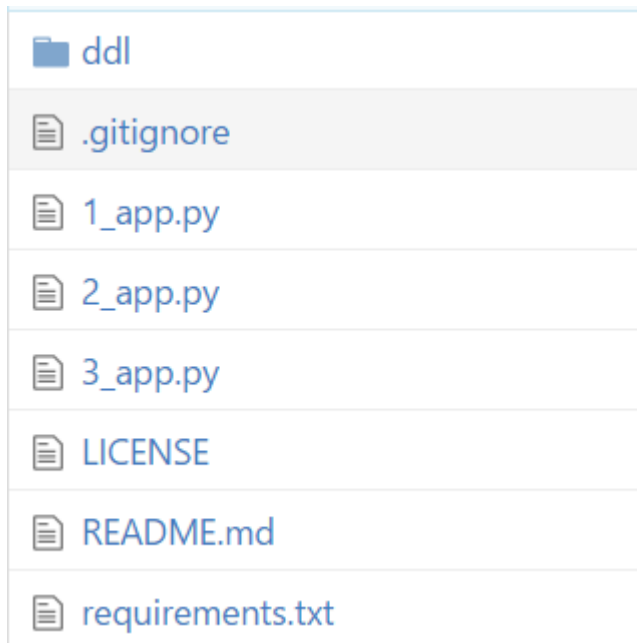 ddl
.gitignore
1_app.py
2_app.py
3_app.py
LICENSE
README.md
requirements.txt